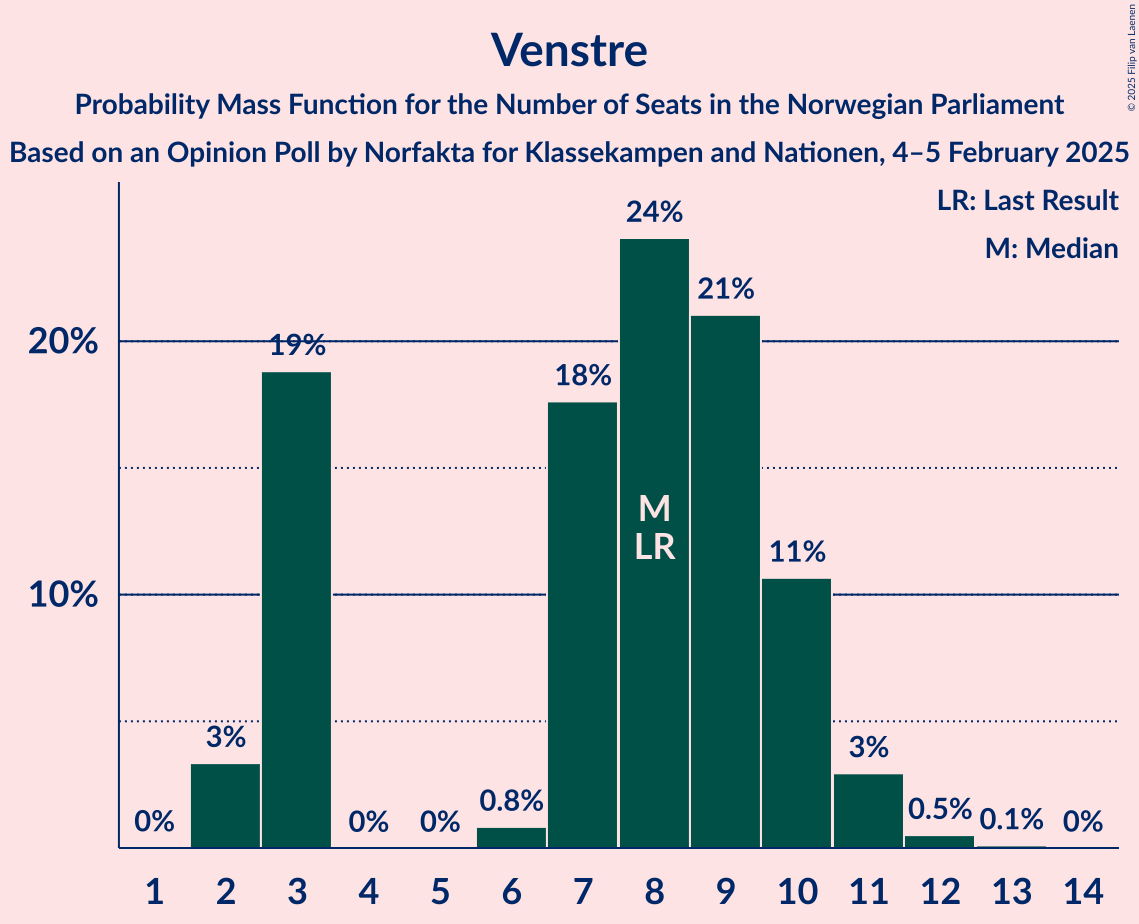 Venstre
Probability Mass Function for the Number of Seats in the Norwegian Parliament
Based on an Opinion Poll by Norfakta for Klassekampen and Nationen, 4–5 February 2025
© 2025 Filip van Laenen
LR: Last Result
M: Median
20%
10%
0%
3%
19%
0%
0%
0.8%
18%
24%
21%
11%
3%
0.5%
0.1%
0%
M
LR
1 2 3 4 5 6 7 8 9 10 11 12 13 14